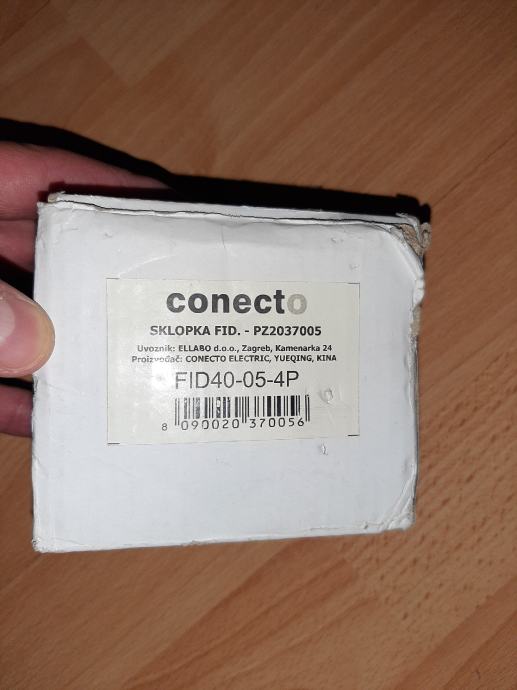 conecto
SKLOPKA FID. - PZ2037005
Uvoznik: ELLABO d.o.o., Zagreb, Kamenarka 24
Proizvođač: CONECTO ELECTRIC, YUEQING, KINA
FID40-05-4P
8 090020 370056